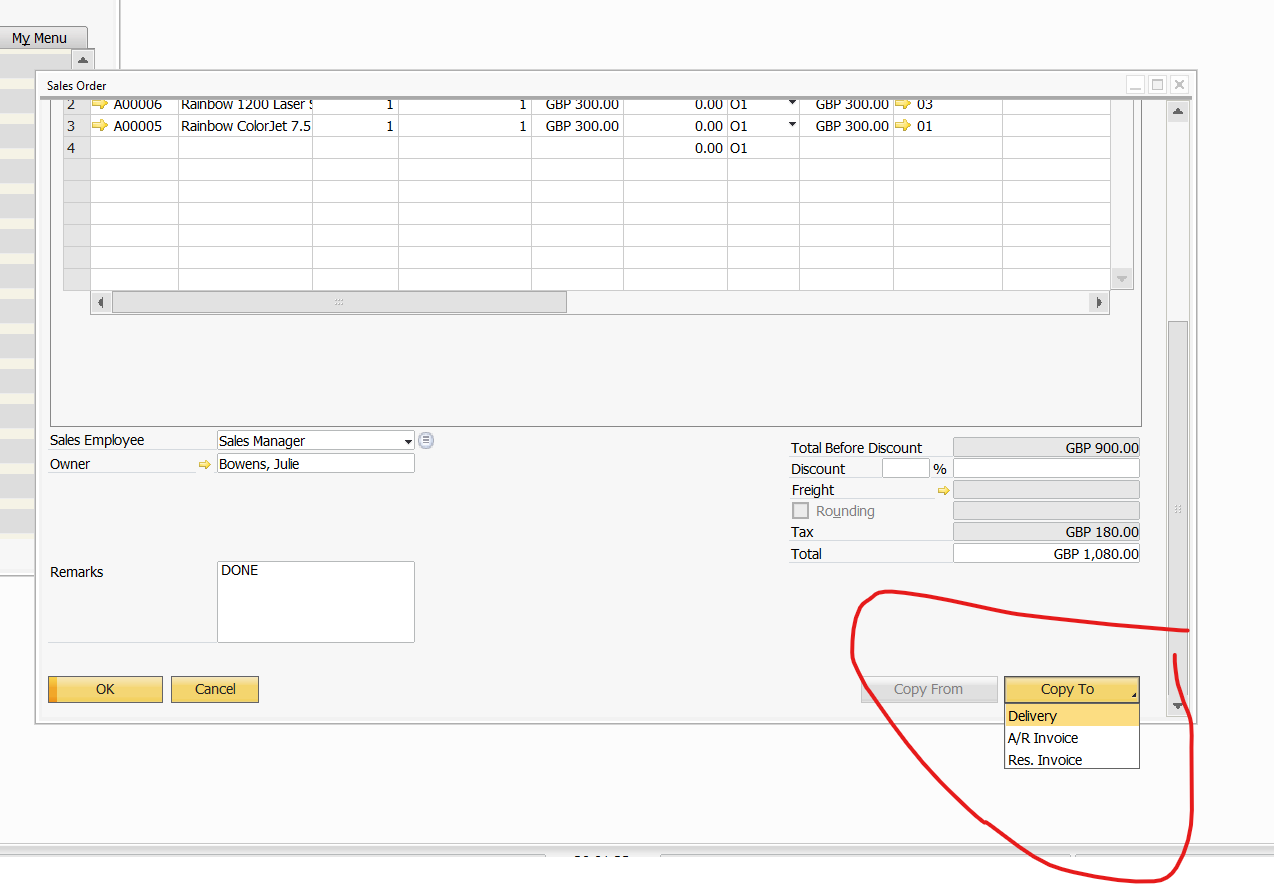 My Menu
Sales Order
2 A00006 Rainbow 1200 Laser 1 1 GBP 300.00 0.00 O1 GBP 300.00 03
3 A00005 Rainbow ColorJet 7.5 1 1 GBP 300.00 0.00 O1 GBP 300.00 01
4 0.00 O1
Sales Employee Sales Manager
Owner Bowens, Julie
Total Before Discount GBP 900.00
Discount %
Freight
Rounding
Tax GBP 180.00
Total GBP 1,080.00
Remarks DONE
OK Cancel Copy From Copy To
Delivery
A/R Invoice
Res. Invoice